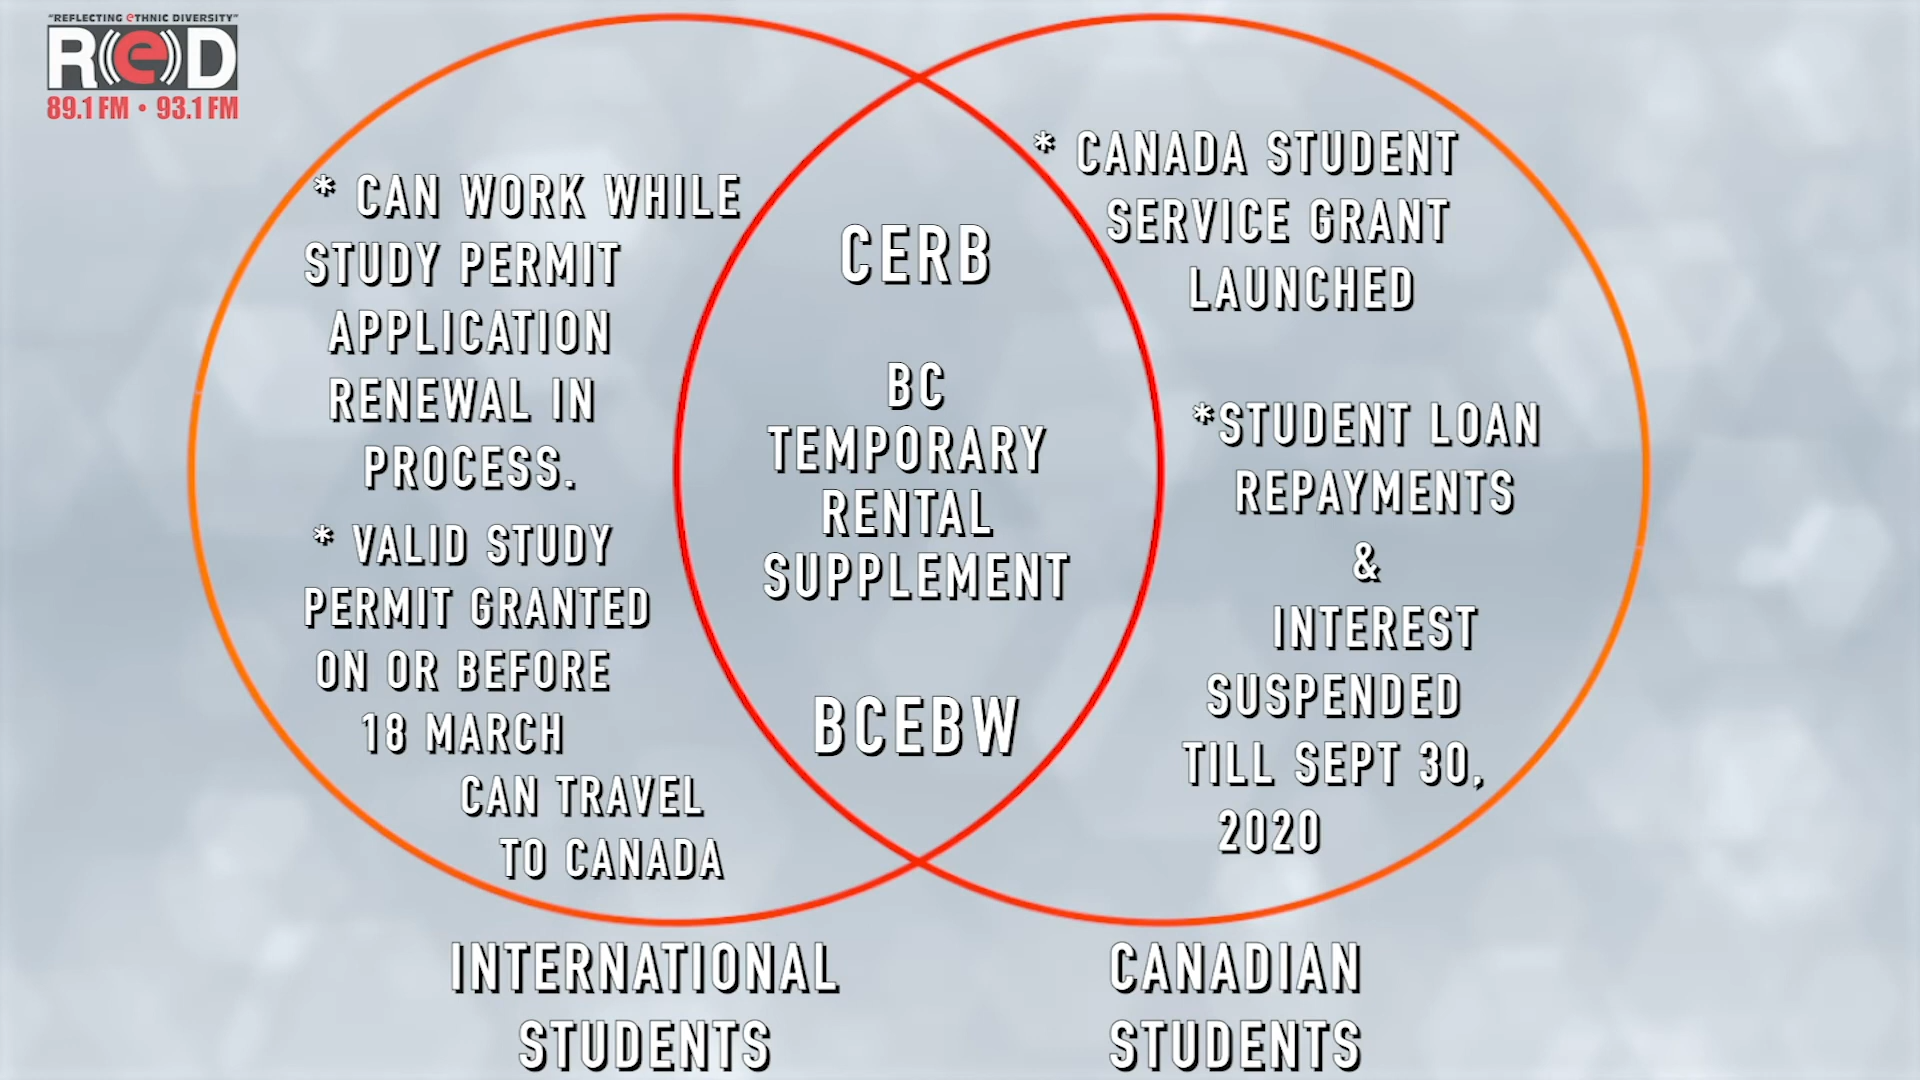 "REFLECTING eTHNIC DIVERSITY"
ReD
89.1 FM • 93.1 FM
* CAN WORK WHILE
STUDY PERMIT
APPLICATION
RENEWAL IN
PROCESS.
* VALID STUDY
PERMIT GRANTED
ON OR BEFORE
18 MARCH
CAN TRAVEL
TO CANADA
CERB
BC
TEMPORARY
RENTAL
SUPPLEMENT
BCEBW
* CANADA STUDENT
SERVICE GRANT
LAUNCHED
*STUDENT LOAN
REPAYMENTS
&
INTEREST
SUSPENDED
TILL SEPT 30,
2020
INTERNATIONAL
STUDENTS
CANADIAN
STUDENTS